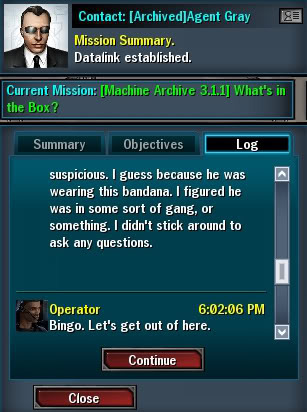 Contact: [Archived]Agent Gray
Mission Summary.
Datalink established.
Current Mission: [Machine Archive 3.1.1] What's in
the Box?
Summary
Objectives
Log
suspicious. I guess because he was
wearing this bandana. I figured he
was in some sort of gang, or
something. I didn't stick around to
ask any questions.
Operator 6:02:06 PM
Bingo. Let's get out of here.
Continue
Close